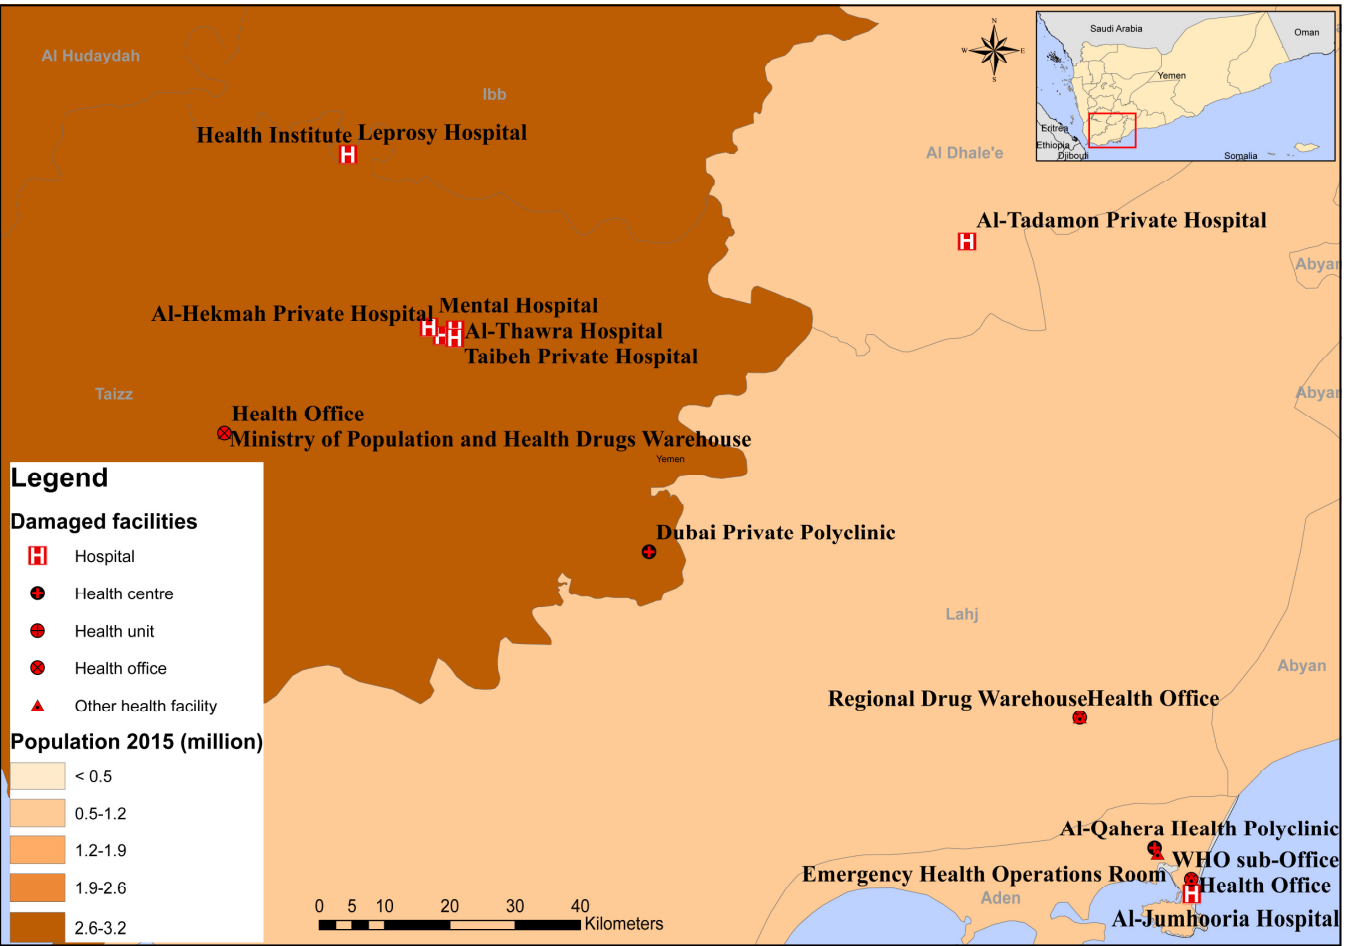 Al Hudaydah
Ibb
N
W E
S
Saudi Arabia
Oman
Yemen
Eritrea
Ethiopia
Djibouti
Somalia
Health Institute Leprosy Hospital
H
Al Dhale'e
Al-Tadamon Private Hospital
H
Abyan
Al-Hekmah Private Hospital
Mental Hospital
H
H
Al-Thawra Hospital
Taibeh Private Hospital
Taizz
Abyan
Health Office
Ministry of Population and Health Drugs Warehouse
Yemen
Dubai Private Polyclinic
Lahj
Abyan
Regional Drug Warehouse Health Office
Al-Qahera Health Polyclinic
WHO sub-Office
Emergency Health Operations Room
Health Office
H
Aden
Al-Jumhooria Hospital
Legend
Damaged facilities
H Hospital
Health centre
Health unit
Health office
Other health facility
Population 2015 (million)
< 0.5
0.5-1.2
1.2-1.9
1.9-2.6
2.6-3.2
0 5 10 20 30 40
Kilometers